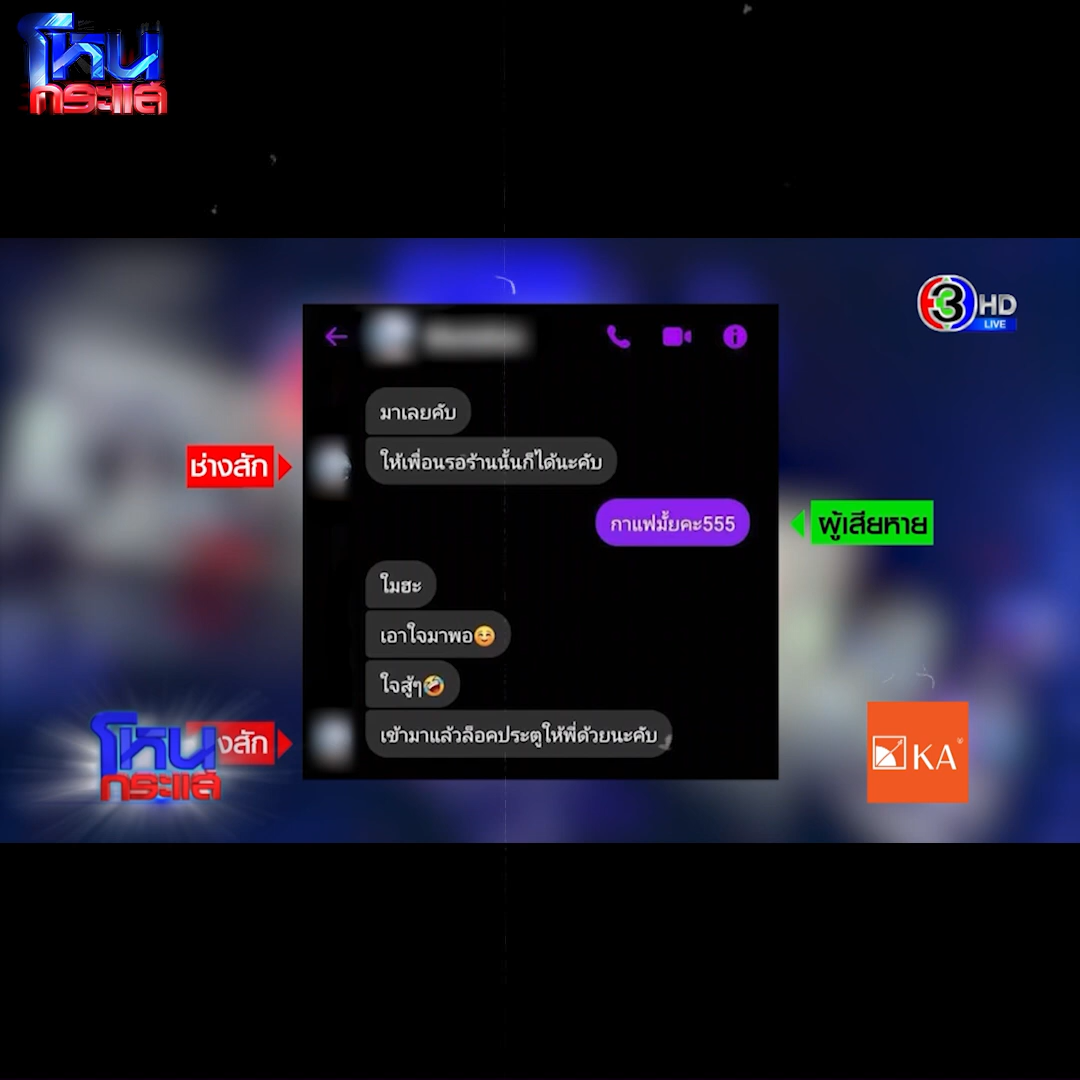 โหน
กระแส
3 HD
LIVE
มาเลยคับ
ช่างสัก
ให้เพื่อนรอร้านนั้นก็ได้นะคับ
กาแฟมั้ยคะ555
ผู้เสียหาย
ใมฮะ
เอาใจมาพอ😊
ใจสู้ๆ🤣
เข้ามาแล้วล็อคประตูให้พี่ด้วยนะคับ
โหน
กระแส
งสัก
KA